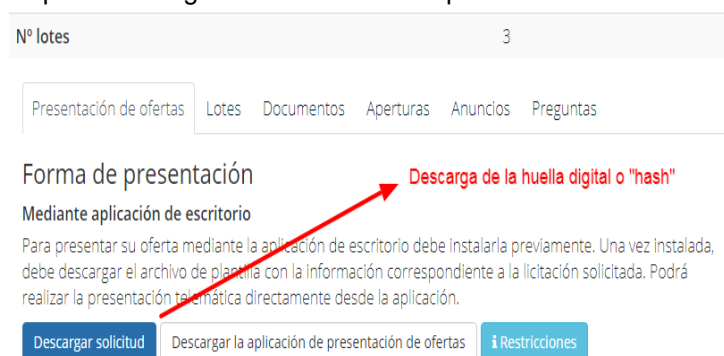 Nº lotes 3
Presentación de ofertas Lotes Documentos Aperturas Anuncios Preguntas
Forma de presentación
Descarga de la huella digital o "hash"
Mediante aplicación de escritorio
Para presentar su oferta mediante la aplicación de escritorio debe instalarla previamente. Una vez instalada,
debe descargar el archivo de plantilla con la información correspondiente a la licitación solicitada. Podrá
realizar la presentación telemática directamente desde la aplicación.
Descargar solicitud Descargar la aplicación de presentación de ofertas i Restricciones